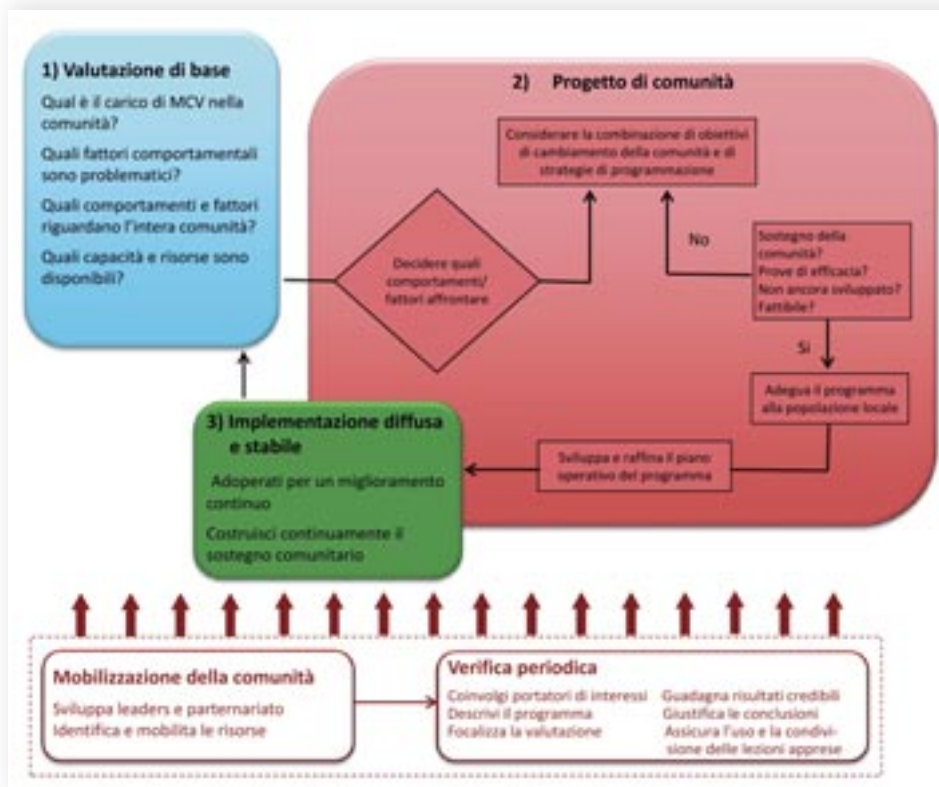 1) Valutazione di base
Qual è il carico di MCV nella
comunità?
Quali fattori comportamentali
sono problematici?
Quali comportamenti e fattori
riguardano l'intera comunità?
Quali capacità e risorse sono
disponibili?
2) Progetto di comunità
Considerare la combinazione di obiettivi
di cambiamento della comunità e di
strategie di programmazione
Decidere quali
comportamenti/
fattori affrontare
No
Sostegno della
comunità?
Prove di efficacia?
Non ancora sviluppato?
Fattibile?
Si
Adegua il programma
alla popolazione locale
Sviluppa e raffina il piano
operativo del programma
3) Implementazione diffusa
e stabile
Adoperati per un miglioramento
continuo
Costruisci continuamente il
sostegno comunitario
Mobilizzazione della comunità
Sviluppa leaders e parternariato
Identifica e mobilita le risorse
Verifica periodica
Coinvolgi portatori di interessi
Descrivi il programma
Focalizza la valutazione
Guadagna risultati credibili
Giustifica le conclusioni
Assicura l'uso e la condivi-
sione delle lezioni apprese